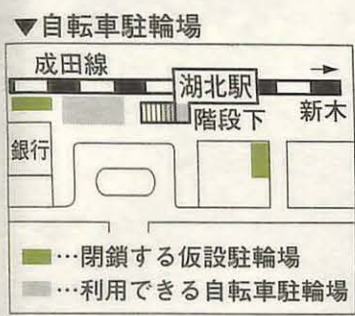 ▼自転車駐輪場
成田線
湖北駅
→
新木
階段下
銀行
…閉鎖する仮設駐輪場
…利用できる自転車駐輪場